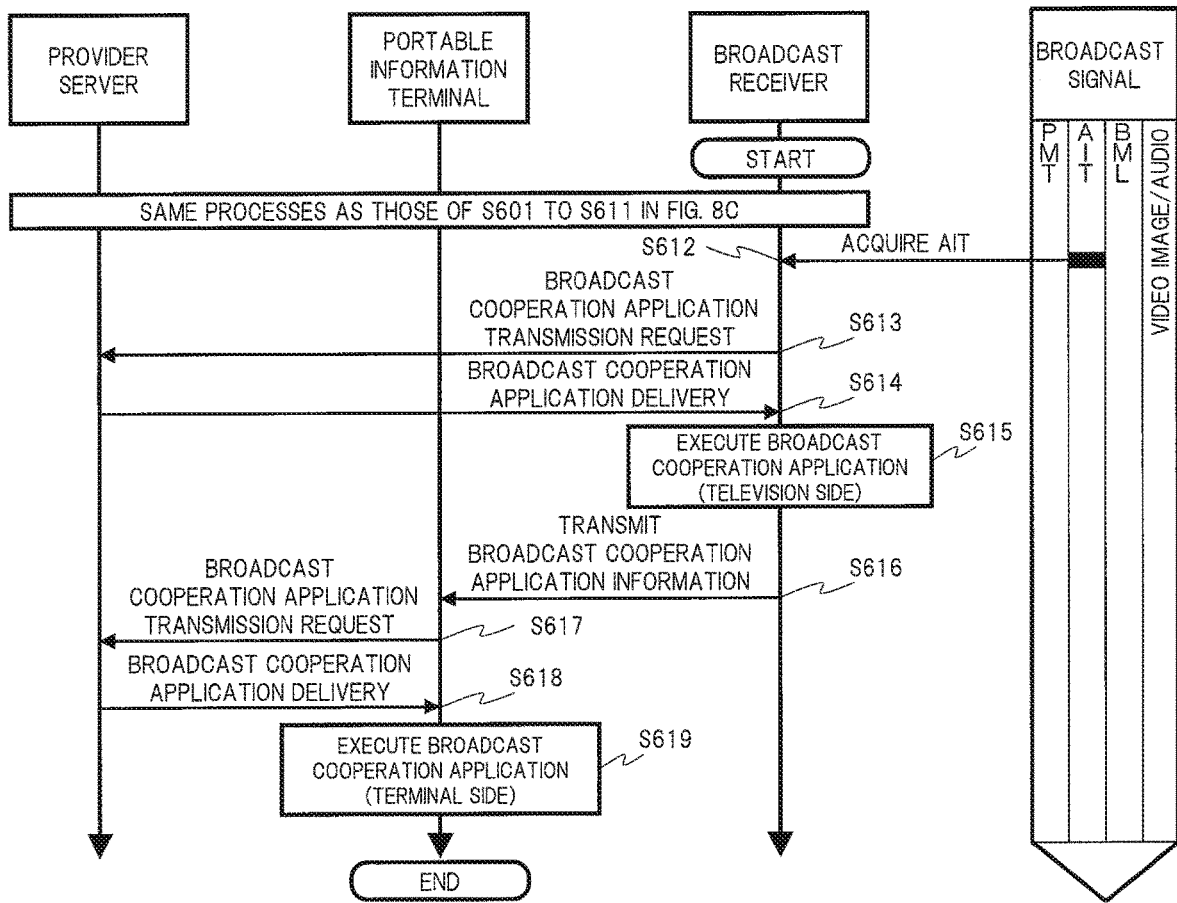 PROVIDER
SERVER
PORTABLE
INFORMATION
TERMINAL
BROADCAST
RECEIVER
BROADCAST
SIGNAL
PMT
AIT
BML
VIDEO IMAGE/AUDIO
START
SAME PROCESSES AS THOSE OF S601 TO S611 IN FIG. 8C
S612
ACQUIRE AIT
BROADCAST
COOPERATION APPLICATION
TRANSMISSION REQUEST
S613
BROADCAST COOPERATION
APPLICATION DELIVERY
S614
EXECUTE BROADCAST
COOPERATION APPLICATION
(TELEVISION SIDE)
S615
TRANSMIT
BROADCAST COOPERATION
APPLICATION INFORMATION
S616
BROADCAST
COOPERATION APPLICATION
TRANSMISSION REQUEST
S617
BROADCAST COOPERATION
APPLICATION DELIVERY
S618
EXECUTE BROADCAST
COOPERATION APPLICATION
(TERMINAL SIDE)
S619
END